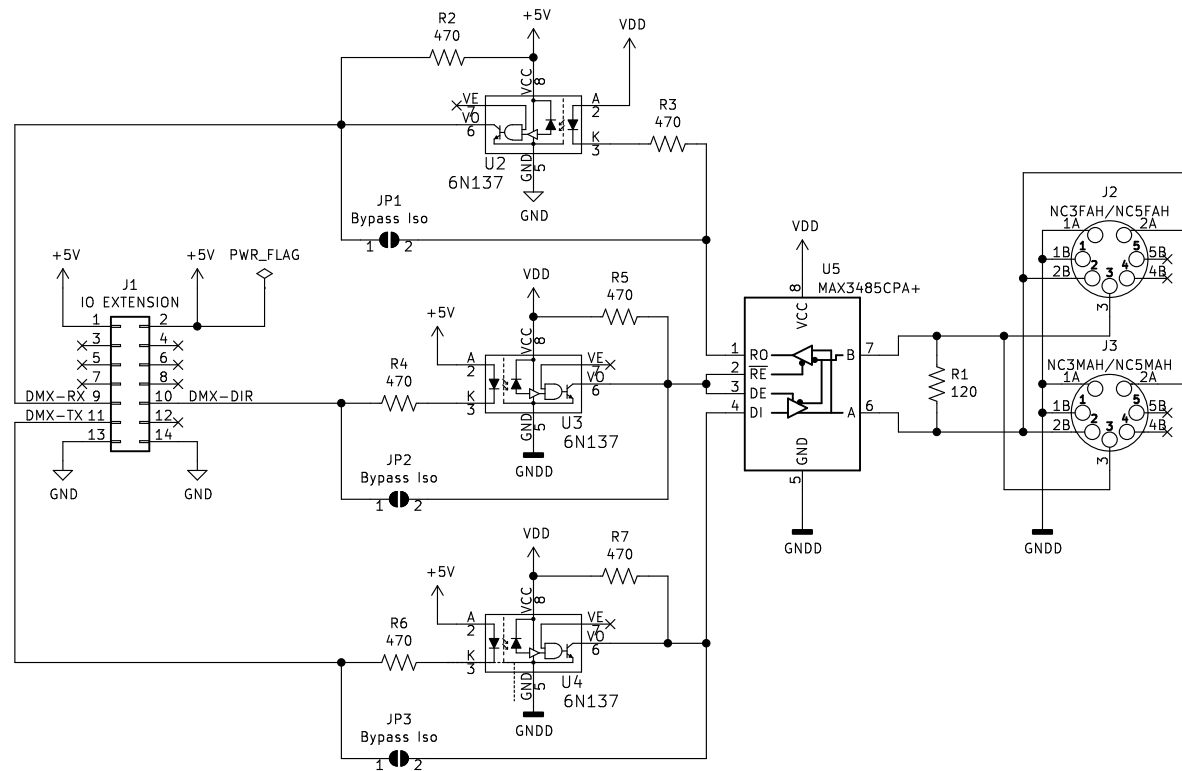 R2
470
+5V
VDD
VCC
8
VE
7
VO
6
A
2
K
3
R3
470
U2
6N137
GND
5
GND
JP1
Bypass Iso
1
2
+5V
+5V
PWR_FLAG
J1
IO EXTENSION
1
2
3
4
5
6
7
8
DMX-RX
9
10
DMX-DIR
DMX-TX
11
12
13
14
GND
GND
VDD
R5
470
+5V
VCC
8
A
2
R4
470
K
3
VE
7
VO
6
U3
6N137
GND
5
GNDD
JP2
Bypass Iso
1
2
VDD
R7
470
+5V
VCC
8
A
2
R6
470
K
3
VE
7
VO
6
U4
6N137
GND
5
GNDD
JP3
Bypass Iso
1
2
VDD
U5
MAX3485CPA+
8
VCC
1
RO
2
RE
3
DE
4
DI
B
7
A
6
GND
5
GNDD
R1
120
J2
NC3FAH/NC5FAH
1A
2A
1B
1
5
5B
2B
2
3
4
4B
3
J3
NC3MAH/NC5MAH
1A
2A
1B
1
5
5B
2B
2
3
4
4B
3
GNDD